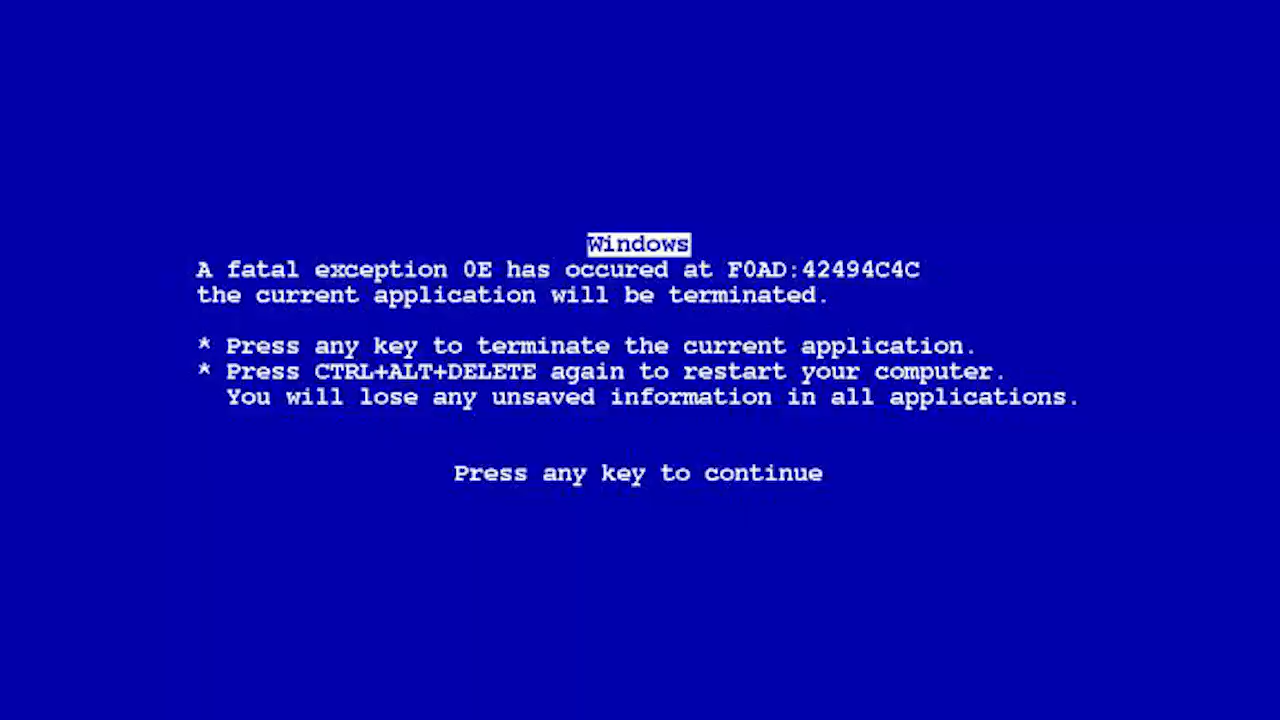 Windows
A fatal exception 0E has occured at F0AD:42494C4C
the current application will be terminated.
* Press any key to terminate the current application.
* Press CTRL+ALT+DELETE again to restart your computer.
You will lose any unsaved information in all applications.
Press any key to continue